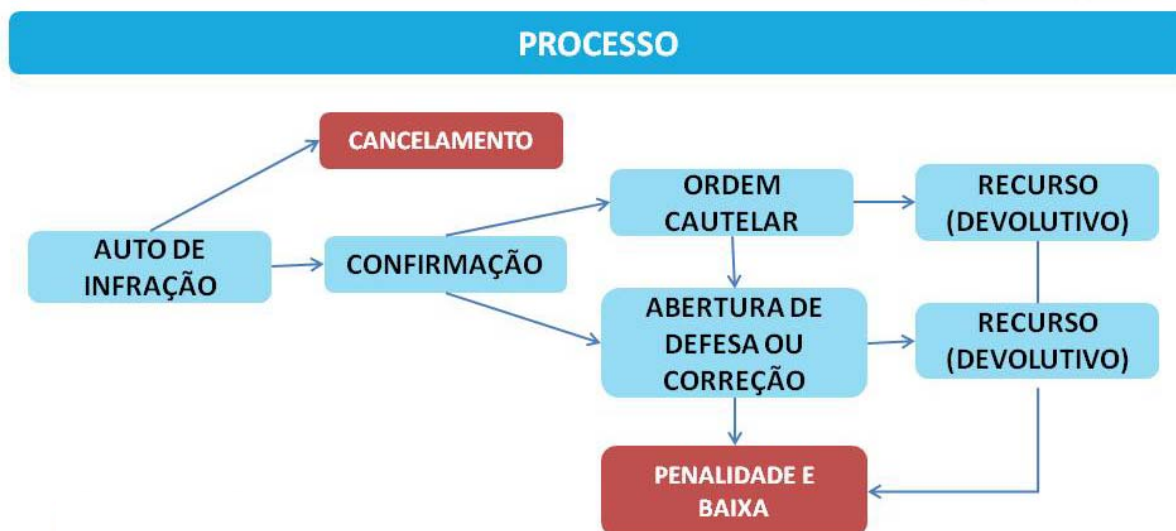 PROCESSO
CANCELAMENTO
AUTO DE
INFRAÇÃO
CONFIRMAÇÃO
ORDEM
CAUTELAR
RECURSO
(DEVOLUTIVO)
ABERTURA DE
DEFESA OU
CORREÇÃO
RECURSO
(DEVOLUTIVO)
PENALIDADE E
BAIXA